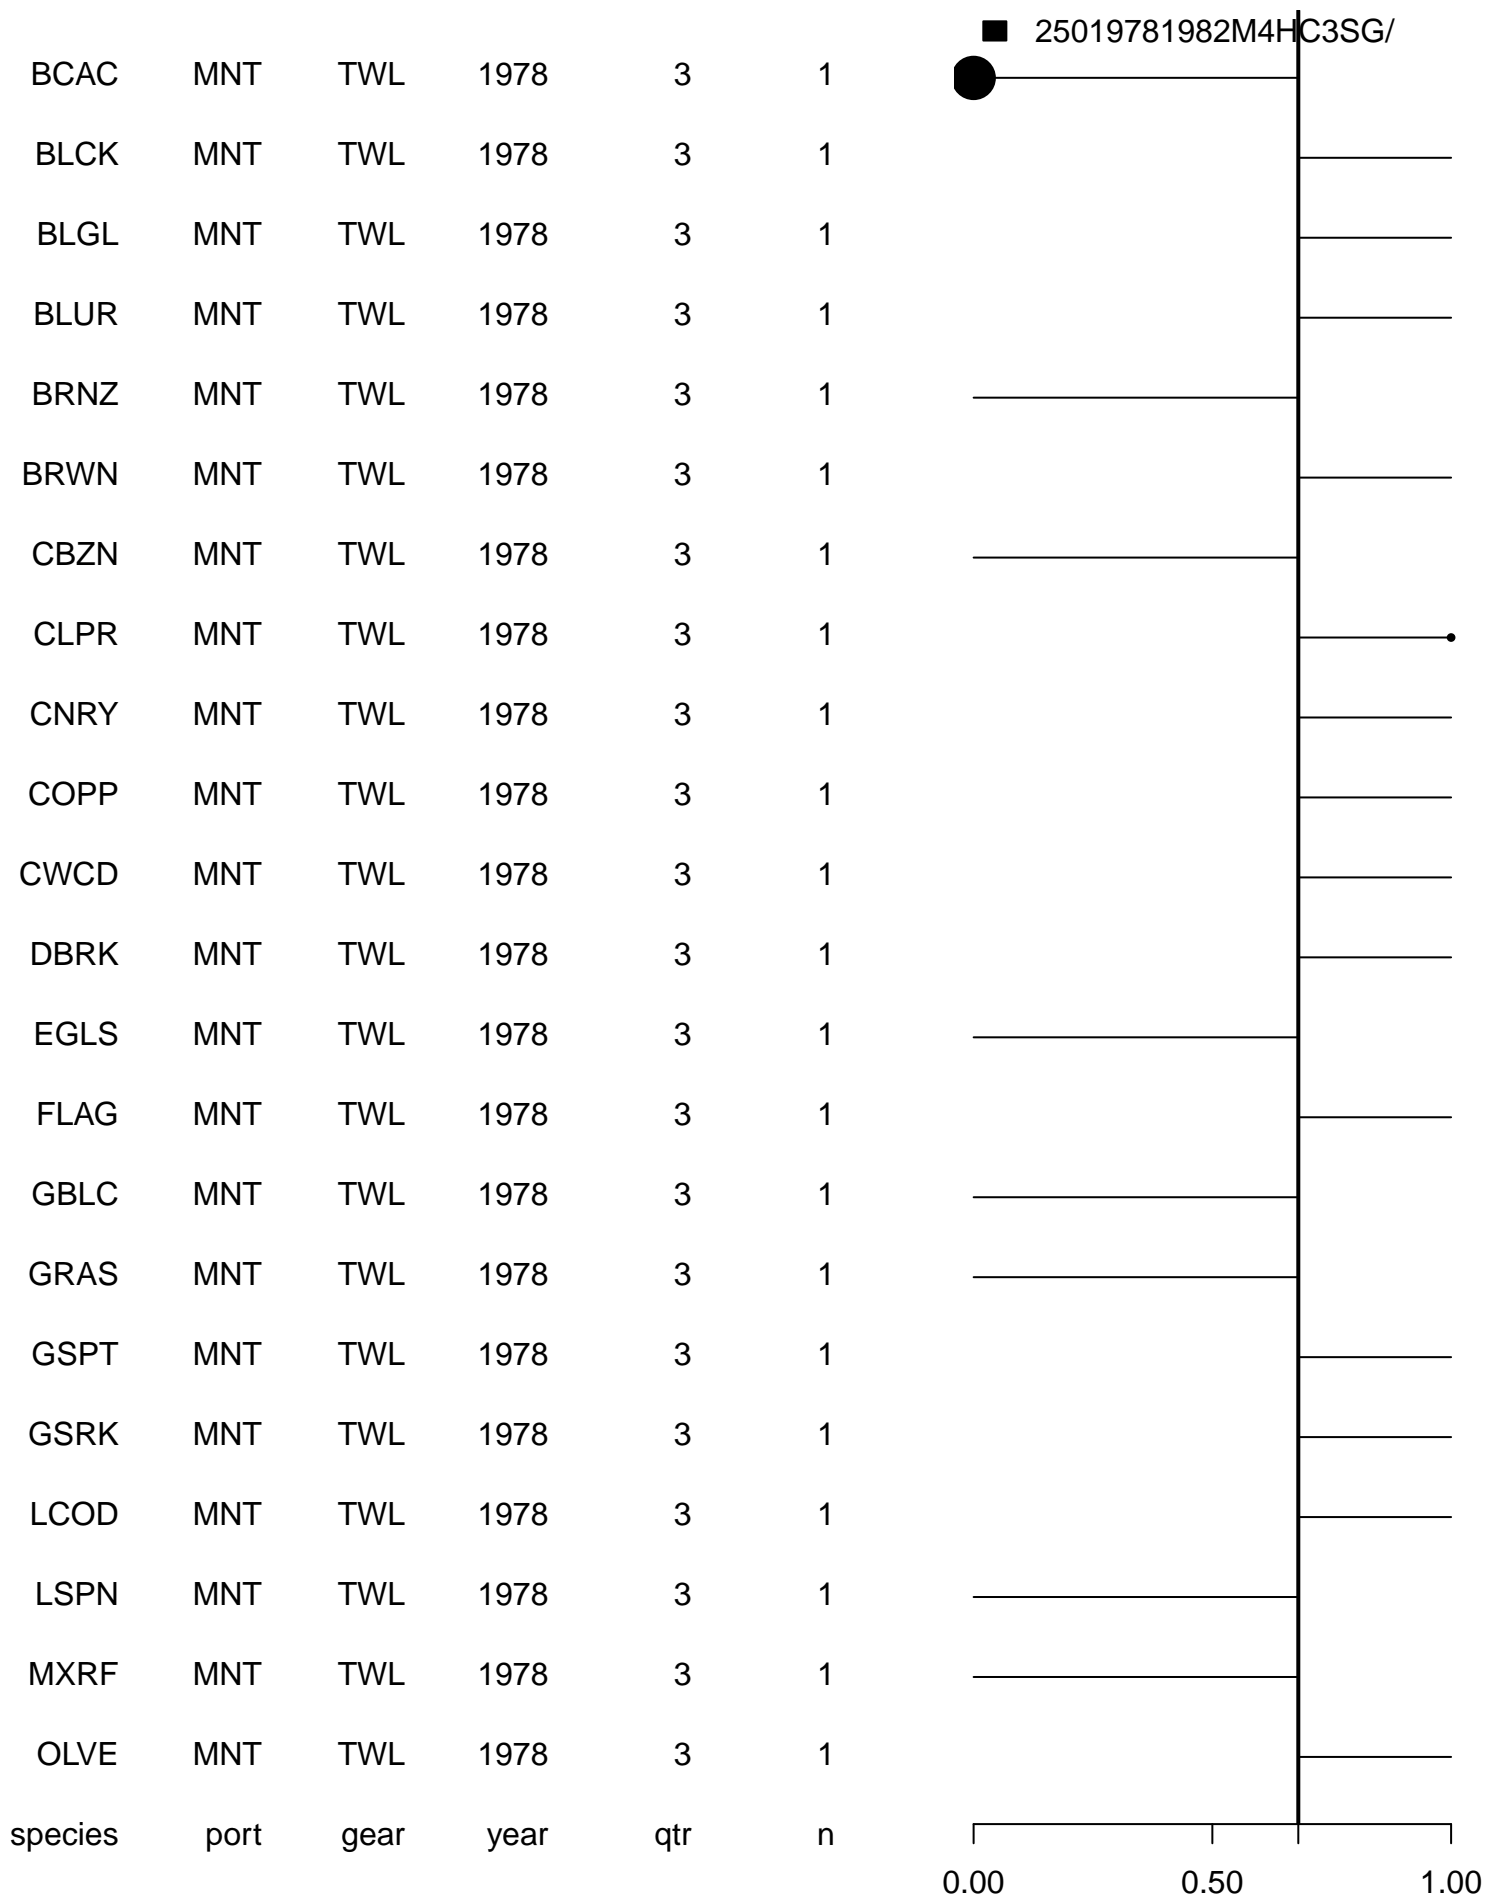 25019781982M4HC3SG/
BCAC MNT TWL 1978 3 1
BLCK MNT TWL 1978 3 1
BLGL MNT TWL 1978 3 1
BLUR MNT TWL 1978 3 1
BRNZ MNT TWL 1978 3 1
BRWN MNT TWL 1978 3 1
CBZN MNT TWL 1978 3 1
CLPR MNT TWL 1978 3 1
CNRY MNT TWL 1978 3 1
COPP MNT TWL 1978 3 1
CWCD MNT TWL 1978 3 1
DBRK MNT TWL 1978 3 1
EGLS MNT TWL 1978 3 1
FLAG MNT TWL 1978 3 1
GBLC MNT TWL 1978 3 1
GRAS MNT TWL 1978 3 1
GSPT MNT TWL 1978 3 1
GSRK MNT TWL 1978 3 1
LCOD MNT TWL 1978 3 1
LSPN MNT TWL 1978 3 1
MXRF MNT TWL 1978 3 1
OLVE MNT TWL 1978 3 1
species port gear year qtr n
0.00 0.50 1.00